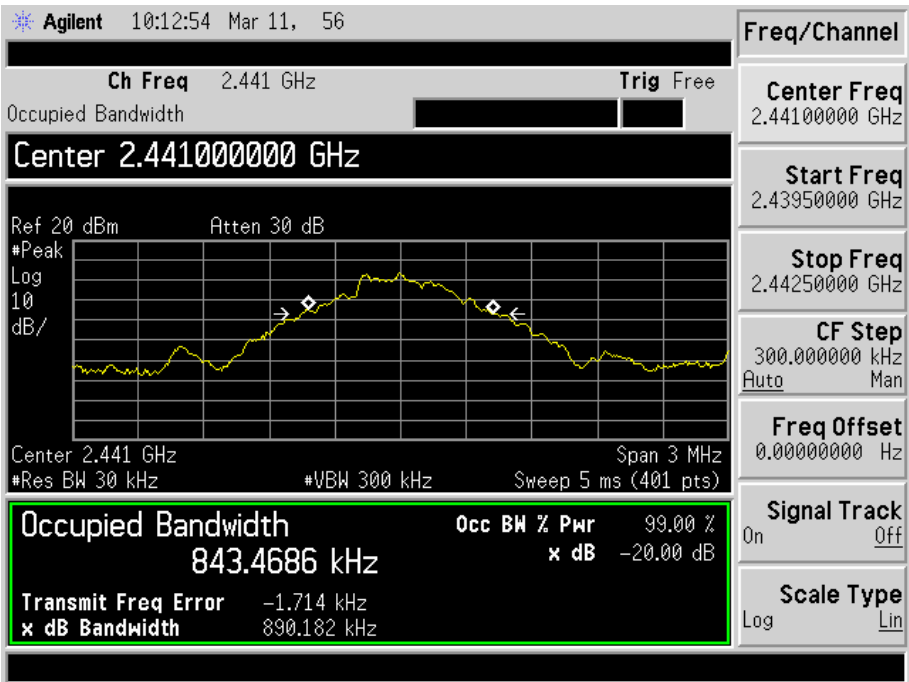 Agilent 10:12:54 Mar 11, 56
Ch Freq 2.441 GHz Trig Free
Occupied Bandwidth
Center 2.441000000 GHz
Ref 20 dBm Atten 30 dB
#Peak
Log
10
dB/
Center 2.441 GHz Span 3 MHz
#Res BW 30 kHz #VBW 300 kHz Sweep 5 ms (401 pts)
Occupied Bandwidth Occ BW % Pwr 99.00 %
843.4686 kHz x dB -20.00 dB
Transmit Freq Error -1.714 kHz
x dB Bandwidth 890.182 kHz
Freq/Channel
Center Freq
2.44100000 GHz
Start Freq
2.43950000 GHz
Stop Freq
2.44250000 GHz
CF Step
300.000000 kHz
Auto Man
Freq Offset
0.00000000 Hz
Signal Track
On Off
Scale Type
Log Lin